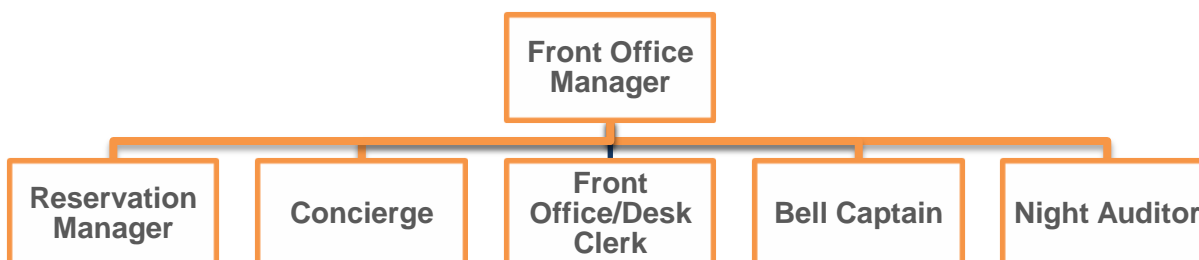 Front Office
Manager
Reservation
Manager
Concierge
Front
Office/Desk
Clerk
Bell Captain
Night Auditor